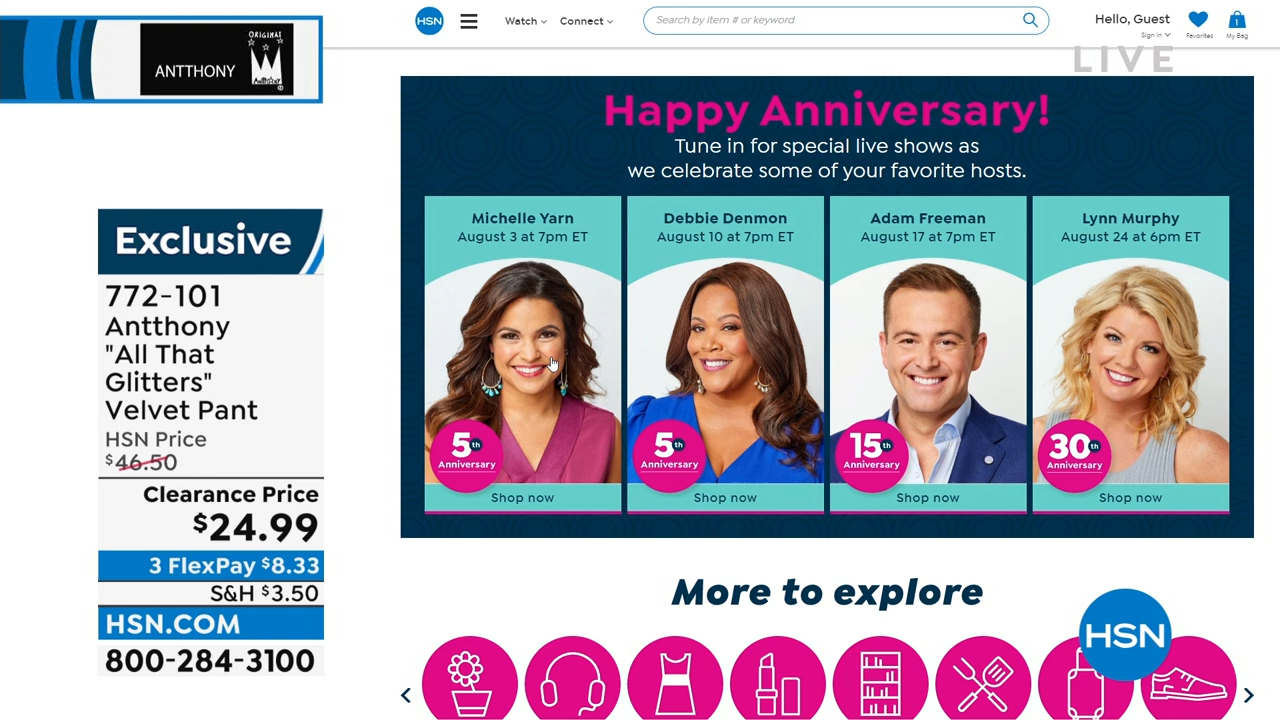 ORIGINAL
ANTTHONY
Antthony
Exclusive
772-101
Antthony
"All That
Glitters"
Velvet Pant
HSN Price
$46.50
Clearance Price
$24.99
3 FlexPay $8.33
S&H $3.50
HSN.COM
800-284-3100
HSN
Watch
Connect
Search by item # or keyword
Hello, Guest
Sign in
Favorites
1
My Bag
LIVE
Happy Anniversary!
Tune in for special live shows as
we celebrate some of your favorite hosts.
Michelle Yarn
August 3 at 7pm ET
5th
Anniversary
Shop now
Debbie Denmon
August 10 at 7pm ET
5th
Anniversary
Shop now
Adam Freeman
August 17 at 7pm ET
15th
Anniversary
Shop now
Lynn Murphy
August 24 at 6pm ET
30th
Anniversary
Shop now
More to explore
HSN